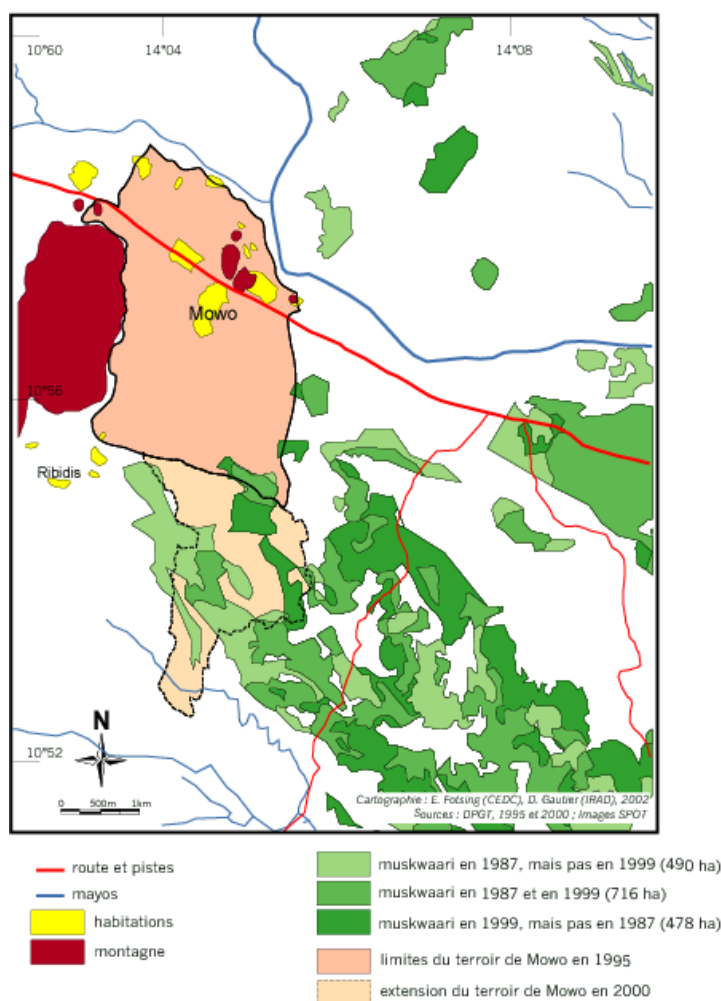 10°60
14°04
14°08
Mowo
10°56
Ribidis
10°52
N
0 500m 1km
Cartographie : E. Fotsing (CEDC), D. Gautier (IRAD), 2002
Sources : DPGT, 1995 et 2000 ; Images SPOT
route et pistes
mayos
habitations
montagne
muskwaari en 1987, mais pas en 1999 (490 ha)
muskwaari en 1987 et en 1999 (716 ha)
muskwaari en 1999, mais pas en 1987 (478 ha)
limites du terroir de Mowo en 1995
extension du terroir de Mowo en 2000